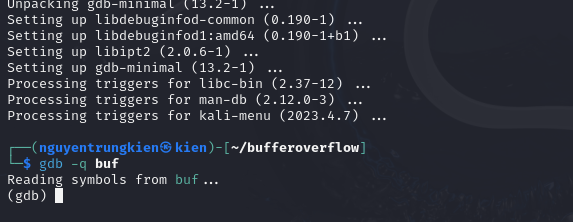 Unpacking gdb-minimal (13.2-1) ...
Setting up libdebuginfod-common (0.190-1) ...
Setting up libdebuginfod1:amd64 (0.190-1+b1) ...
Setting up libipt2 (2.0.6-1) ...
Setting up gdb-minimal (13.2-1) ...
Processing triggers for libc-bin (2.37-12) ...
Processing triggers for man-db (2.12.0-3) ...
Processing triggers for kali-menu (2023.4.7) ...
┌──(nguyentrungkien㉿kien)-[~/bufferoverflow]
└─$ gdb -q buf
Reading symbols from buf...
(gdb)